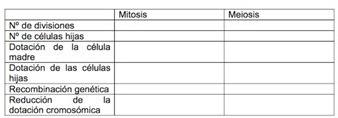 Mitosis Meiosis
Nº de divisiones
Nº de células hijas
Dotación de la célula
madre
Dotación de las células
hijas
Recombinación genética
Reducción de la
dotación cromosómica